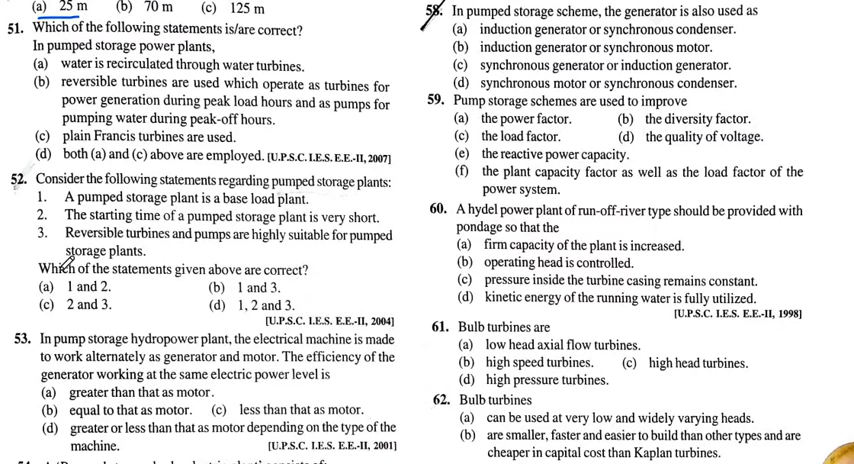 (a) 25 m (b) 70 m (c) 125 m
51. Which of the following statements is/are correct?
In pumped storage power plants,
(a) water is recirculated through water turbines.
(b) reversible turbines are used which operate as turbines for
power generation during peak load hours and as pumps for
pumping water during peak-off hours.
(c) plain Francis turbines are used.
(d) both (a) and (c) above are employed. [U.P.S.C. I.E.S. E.E.-II, 2007]
52. Consider the following statements regarding pumped storage plants:
1. A pumped storage plant is a base load plant.
2. The starting time of a pumped storage plant is very short.
3. Reversible turbines and pumps are highly suitable for pumped
storage plants.
Which of the statements given above are correct?
(a) 1 and 2. (b) 1 and 3.
(c) 2 and 3. (d) 1, 2 and 3.
[U.P.S.C. I.E.S. E.E.-II, 2004]
53. In pump storage hydropower plant, the electrical machine is made
to work alternately as generator and motor. The efficiency of the
generator working at the same electric power level is
(a) greater than that as motor.
(b) equal to that as motor. (c) less than that as motor.
(d) greater or less than that as motor depending on the type of the
machine. [U.P.S.C. I.E.S. E.E.-II, 2001]
58. In pumped storage scheme, the generator is also used as
(a) induction generator or synchronous condenser.
(b) induction generator or synchronous motor.
(c) synchronous generator or induction generator.
(d) synchronous motor or synchronous condenser.
59. Pump storage schemes are used to improve
(a) the power factor. (b) the diversity factor.
(c) the load factor. (d) the quality of voltage.
(e) the reactive power capacity.
(f) the plant capacity factor as well as the load factor of the
power system.
60. A hydel power plant of run-off-river type should be provided with
pondage so that the
(a) firm capacity of the plant is increased.
(b) operating head is controlled.
(c) pressure inside the turbine casing remains constant.
(d) kinetic energy of the running water is fully utilized.
[U.P.S.C. I.E.S. E.E.-II, 1998]
61. Bulb turbines are
(a) low head axial flow turbines.
(b) high speed turbines. (c) high head turbines.
(d) high pressure turbines.
62. Bulb turbines
(a) can be used at very low and widely varying heads.
(b) are smaller, faster and easier to build than other types and are
cheaper in capital cost than Kaplan turbines.